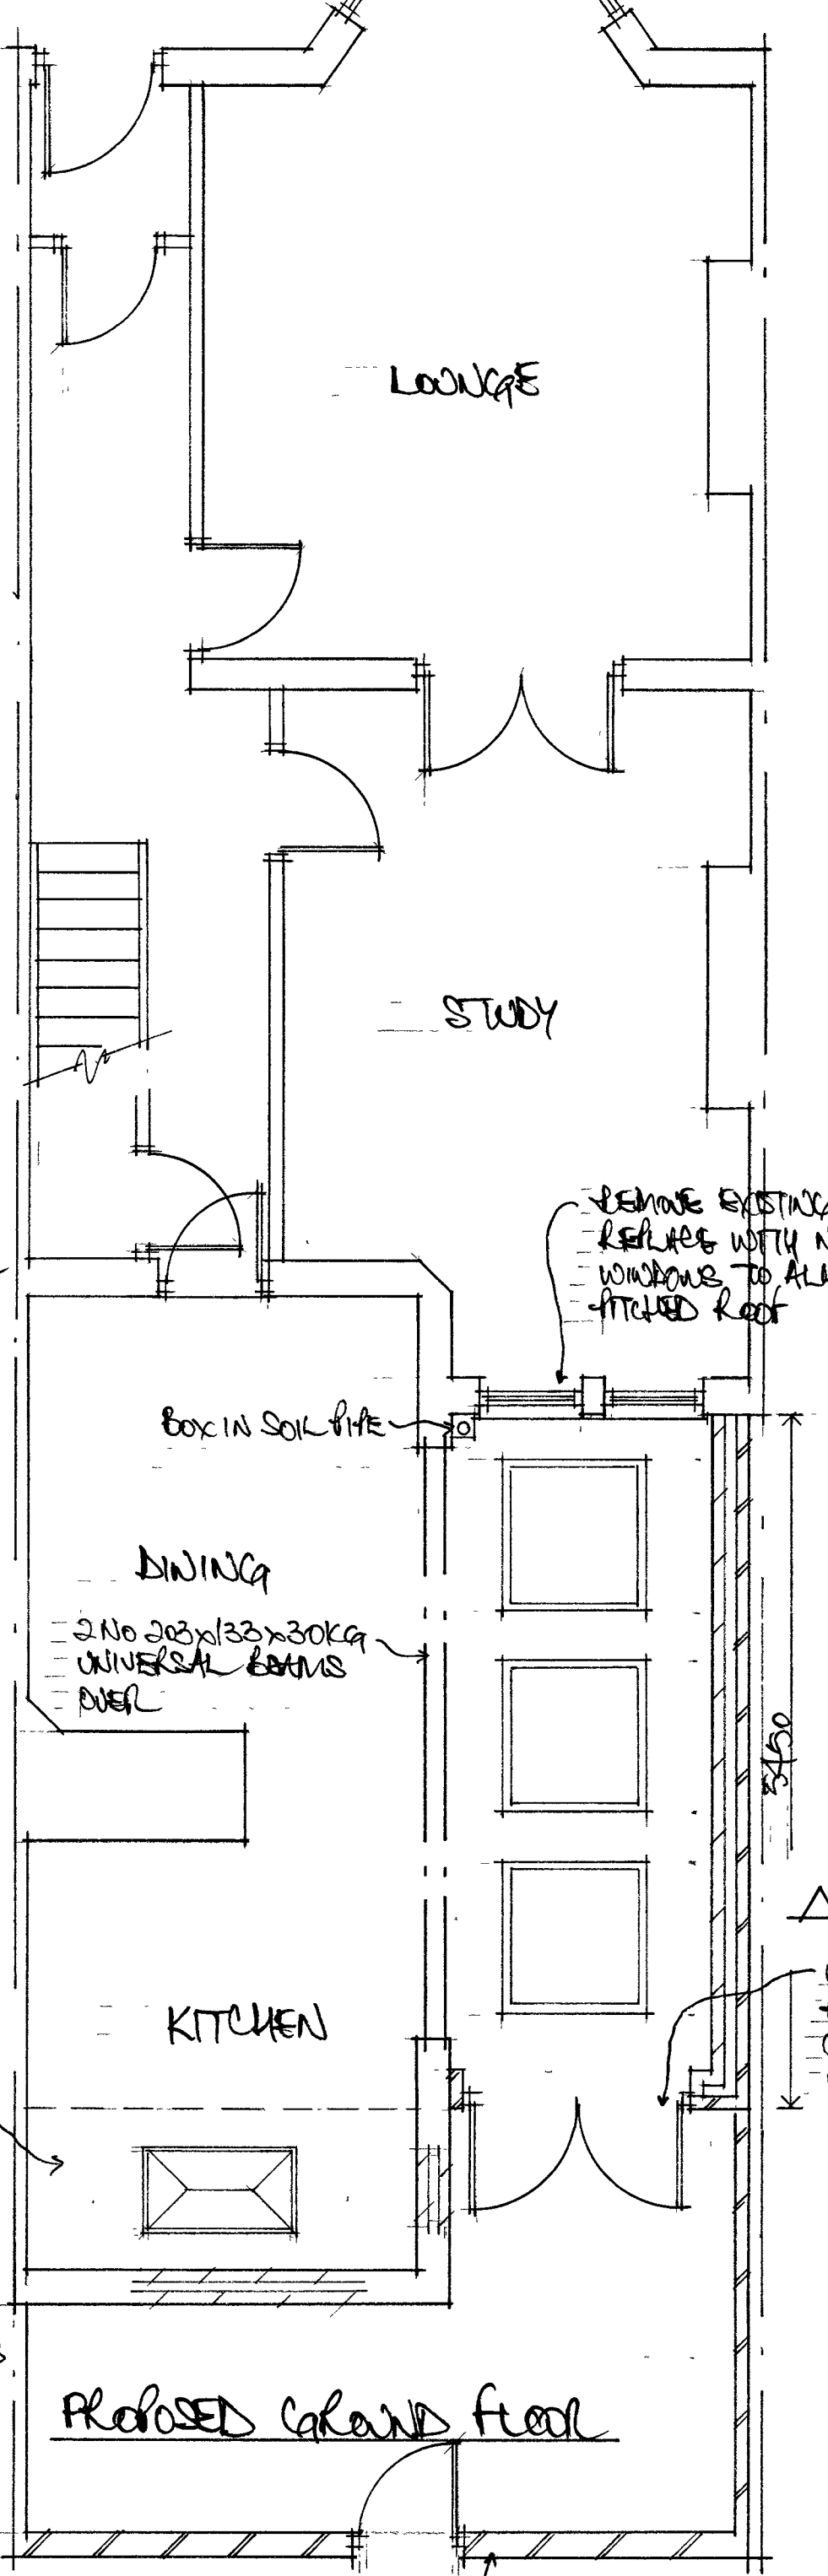 LOUNGE
STUDY
REMOVE EXISTING
REPLACE WITH
WINDOWS TO
PITCHED ROOF
BOX IN SOIL PIPE
DINING
2 NO 203x133x30KG
UNIVERSAL BEAMS
OVER
5450
A
KITCHEN
PROPOSED GROUND FLOOR